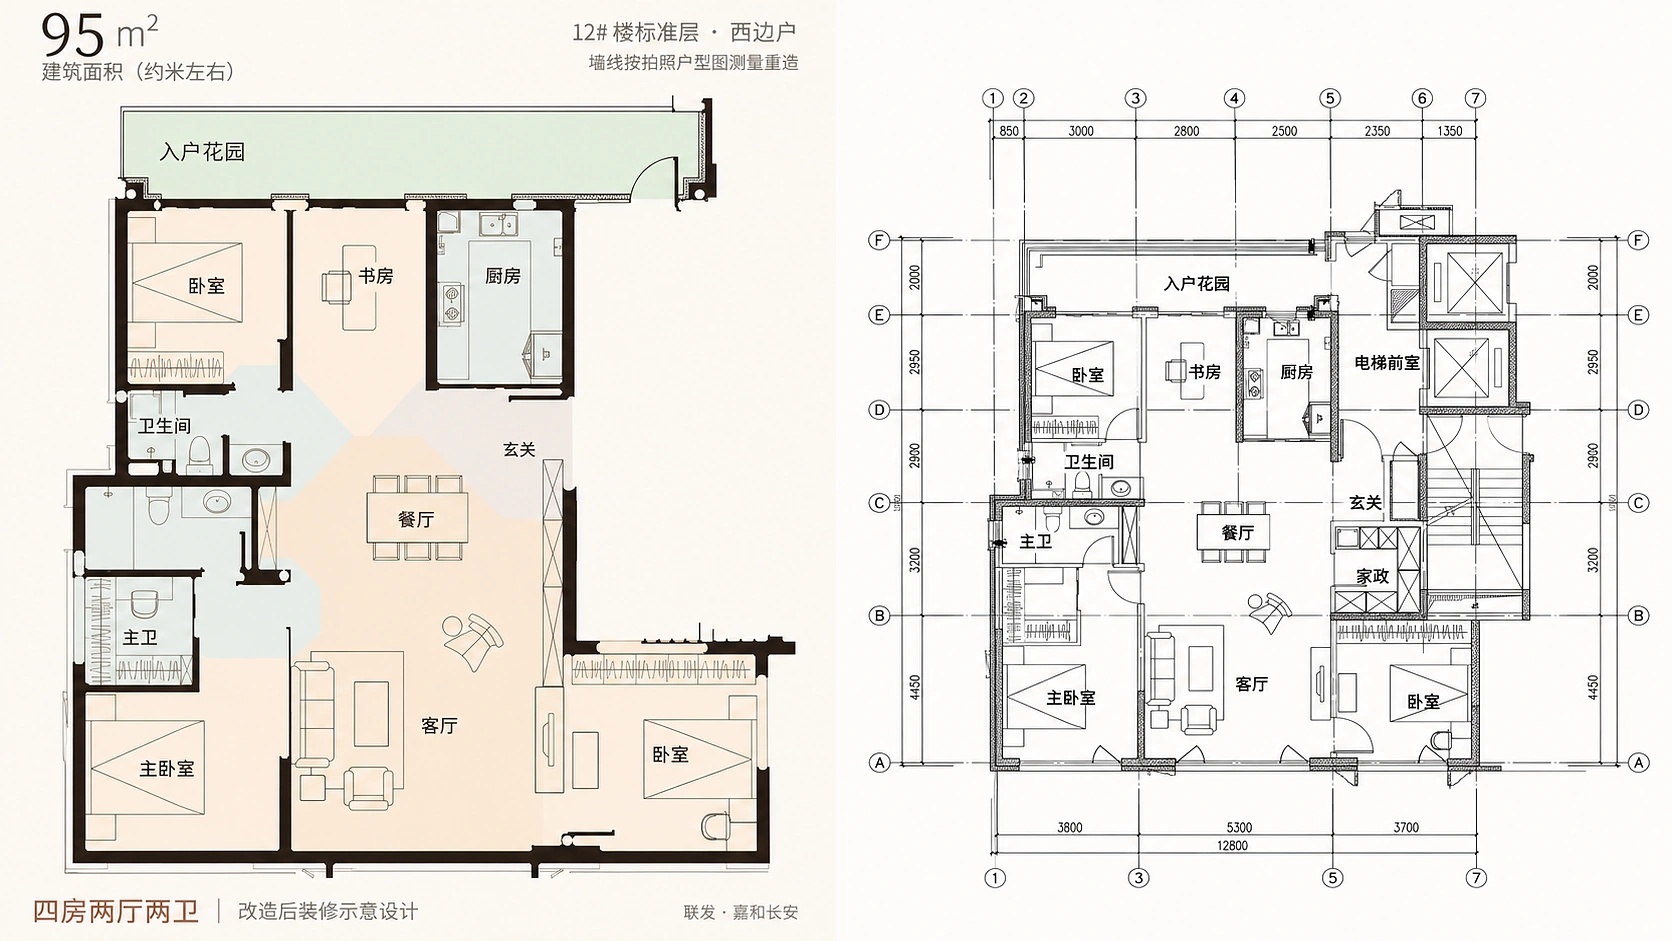 95 m²
建筑面积（约米左右）
12# 楼标准层 · 西边户
墙线按拍照户型图测量重造
入户花园
卧室
书房
厨房
卫生间
玄关
餐厅
主卫
客厅
主卧室
卧室
四房两厅两卫
改造后装修示意设计
联发 · 嘉和长安
1 2 3 4 5 6 7
850 3000 2800 2500 2350 1350
F F
2000 2000
入户花园
E E
2950 2950
电梯前室
卧室 书房 厨房
D D
2900 2900
卫生间
玄关
C C
主卫
餐厅
3200 3200
家政
B B
4450 4450
主卧室
客厅
卧室
A A
3800 5300 3700
12800
1 3 5 7